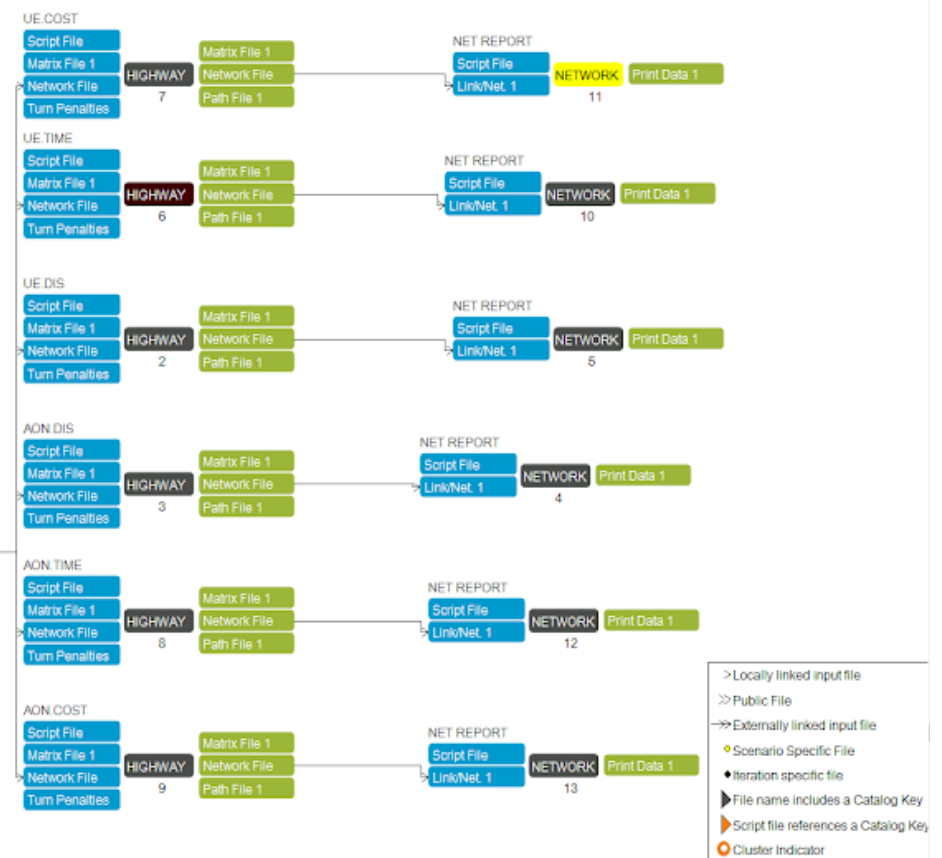 UE.COST
Script File
Matrix File 1
Network File
Turn Penalties
HIGHWAY
7
Matrix File 1
Network File
Path File 1
NET REPORT
Script File
Link/Net. 1
NETWORK
11
Print Data 1
UE.TIME
Script File
Matrix File 1
Network File
Turn Penalties
HIGHWAY
6
Matrix File 1
Network File
Path File 1
NET REPORT
Script File
Link/Net. 1
NETWORK
10
Print Data 1
UE.DIS
Script File
Matrix File 1
Network File
Turn Penalties
HIGHWAY
2
Matrix File 1
Network File
Path File 1
NET REPORT
Script File
Link/Net. 1
NETWORK
5
Print Data 1
AON.DIS
Script File
Matrix File 1
Network File
Turn Penalties
HIGHWAY
3
Matrix File 1
Network File
Path File 1
NET REPORT
Script File
Link/Net. 1
NETWORK
4
Print Data 1
AON.TIME
Script File
Matrix File 1
Network File
Turn Penalties
HIGHWAY
8
Matrix File 1
Network File
Path File 1
NET REPORT
Script File
Link/Net. 1
NETWORK
12
Print Data 1
AON.COST
Script File
Matrix File 1
Network File
Turn Penalties
HIGHWAY
9
Matrix File 1
Network File
Path File 1
NET REPORT
Script File
Link/Net. 1
NETWORK
13
Print Data 1
Locally linked input file
Public File
Externally linked input file
Scenario Specific File
Iteration specific file
File name includes a Catalog Key
Script file references a Catalog Key
Cluster Indicator